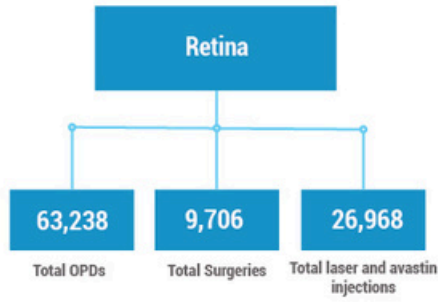 Retina
63,238
9,706
26,968
Total OPDs
Total Surgeries
Total laser and avastin
injections